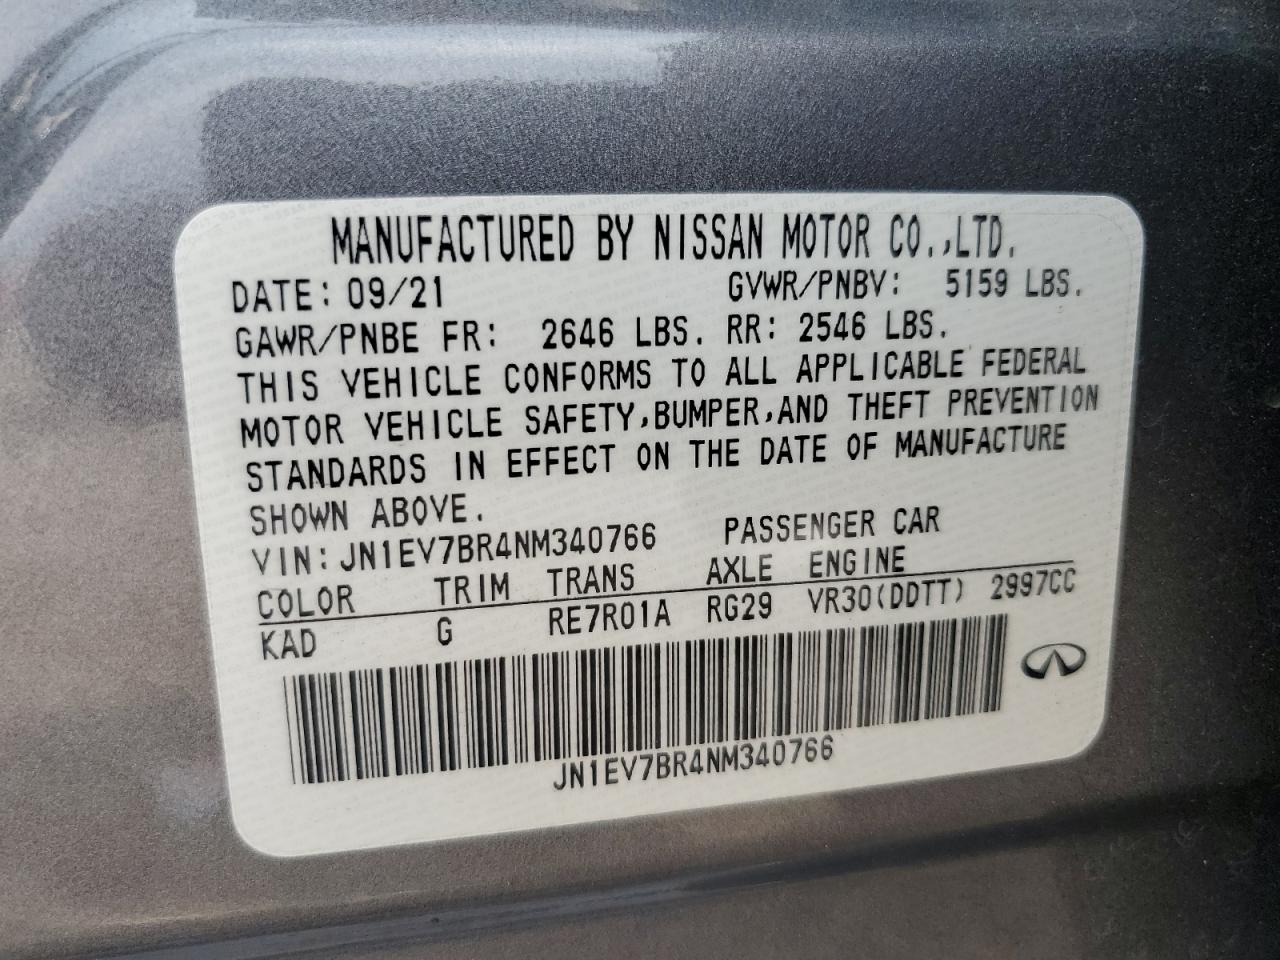 MANUFACTURED BY NISSAN MOTOR CO.,LTD.
DATE: 09/21 GVWR/PNBV: 5159 LBS.
GAWR/PNBE FR: 2646 LBS. RR: 2546 LBS.
THIS VEHICLE CONFORMS TO ALL APPLICABLE FEDERAL
MOTOR VEHICLE SAFETY,BUMPER,AND THEFT PREVENTION
STANDARDS IN EFFECT ON THE DATE OF MANUFACTURE
SHOWN ABOVE.
VIN: JN1EV7BR4NM340766 PASSENGER CAR
COLOR TRIM TRANS AXLE ENGINE
KAD G RE7R01A RG29 VR30(DDTT) 2997CC
JN1EV7BR4NM340766